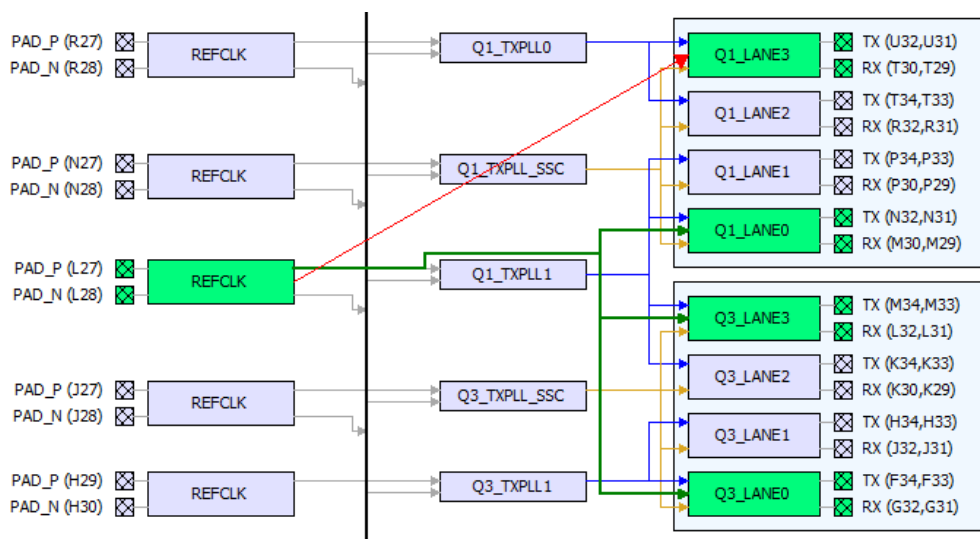 PAD_P (R27)
PAD_N (R28)
REFCLK
Q1_TXPLL0
Q1_LANE3
TX (U32,U31)
RX (T30,T29)
Q1_LANE2
TX (T34,T33)
RX (R32,R31)
PAD_P (N27)
PAD_N (N28)
REFCLK
Q1_TXPLL_SSC
Q1_LANE1
TX (P34,P33)
RX (P30,P29)
Q1_LANE0
TX (N32,N31)
RX (M30,M29)
PAD_P (L27)
PAD_N (L28)
REFCLK
Q1_TXPLL1
Q3_LANE3
TX (M34,M33)
RX (L32,L31)
Q3_LANE2
TX (K34,K33)
RX (K30,K29)
PAD_P (J27)
PAD_N (J28)
REFCLK
Q3_TXPLL_SSC
Q3_LANE1
TX (H34,H33)
RX (J32,J31)
PAD_P (H29)
PAD_N (H30)
REFCLK
Q3_TXPLL1
Q3_LANE0
TX (F34,F33)
RX (G32,G31)